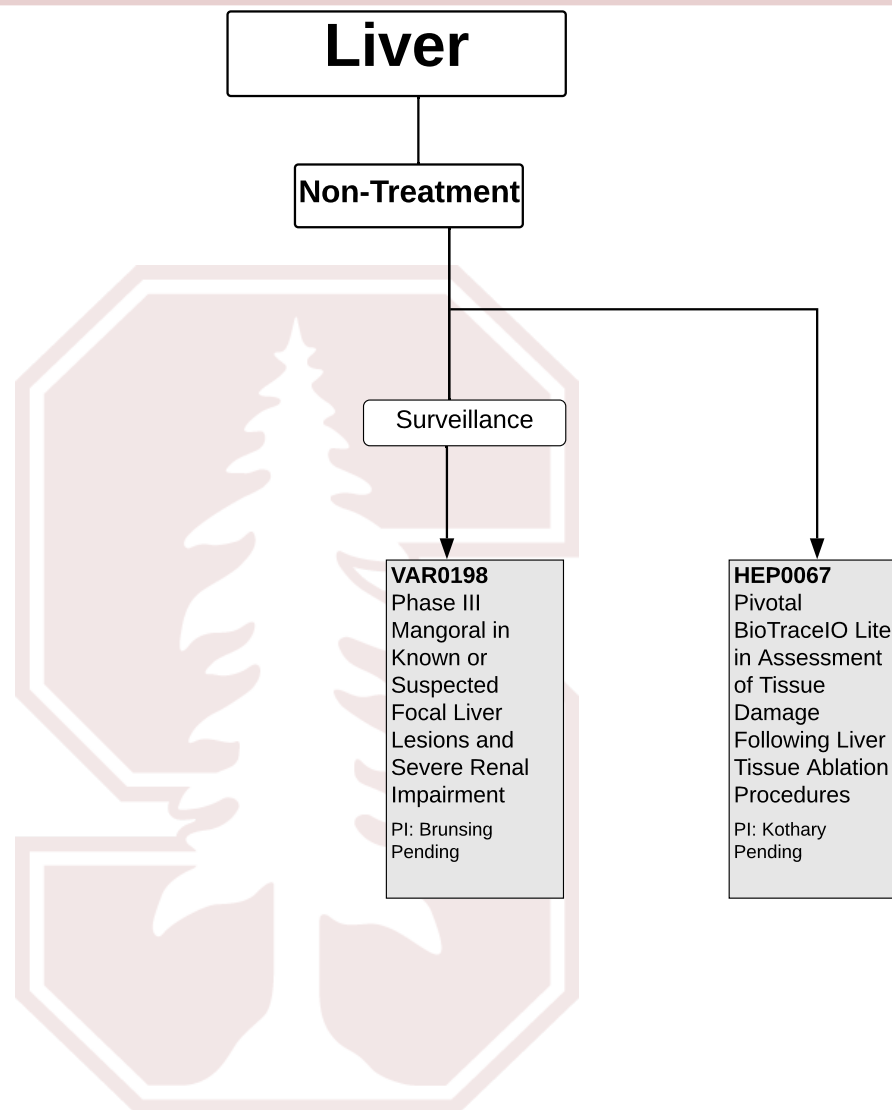 Liver
Non-Treatment
Surveillance
VAR0198
Phase III
Mangoral in
Known or
Suspected
Focal Liver
Lesions and
Severe Renal
Impairment
PI: Brunsing
Pending
HEP0067
Pivotal
BioTraceIO Lite
in Assessment
of Tissue
Damage
Following Liver
Tissue Ablation
Procedures
PI: Kothary
Pending